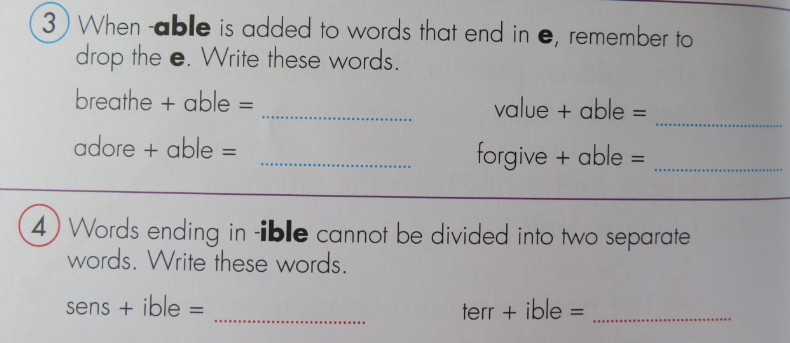 3 When -able is added to words that end in e, remember to
drop the e. Write these words.
breathe + able = value + able =
adore + able = forgive + able =
4 Words ending in -ible cannot be divided into two separate
words. Write these words.
sens + ible = terr + ible =